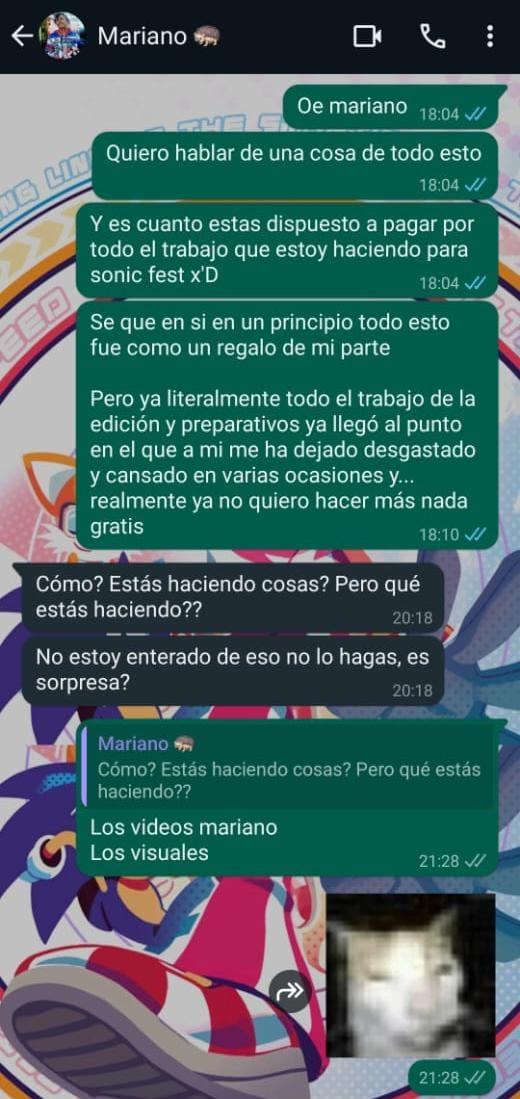 Mariano 🦔
Oe mariano 18:04
Quiero hablar de una cosa de todo esto
18:04
Y es cuanto estas dispuesto a pagar por
todo el trabajo que estoy haciendo para
sonic fest x'D 18:04
Se que en si en un principio todo esto
fue como un regalo de mi parte
Pero ya literalmente todo el trabajo de la
edición y preparativos ya llegó al punto
en el que a mi me ha dejado desgastado
y cansado en varias ocasiones y...
realmente ya no quiero hacer más nada
gratis 18:10
Cómo? Estás haciendo cosas? Pero qué
estás haciendo?? 20:18
No estoy enterado de eso no lo hagas, es
sorpresa? 20:18
Mariano 🦔
Cómo? Estás haciendo cosas? Pero qué estás
haciendo??
Los videos mariano
Los visuales 21:28
21:28